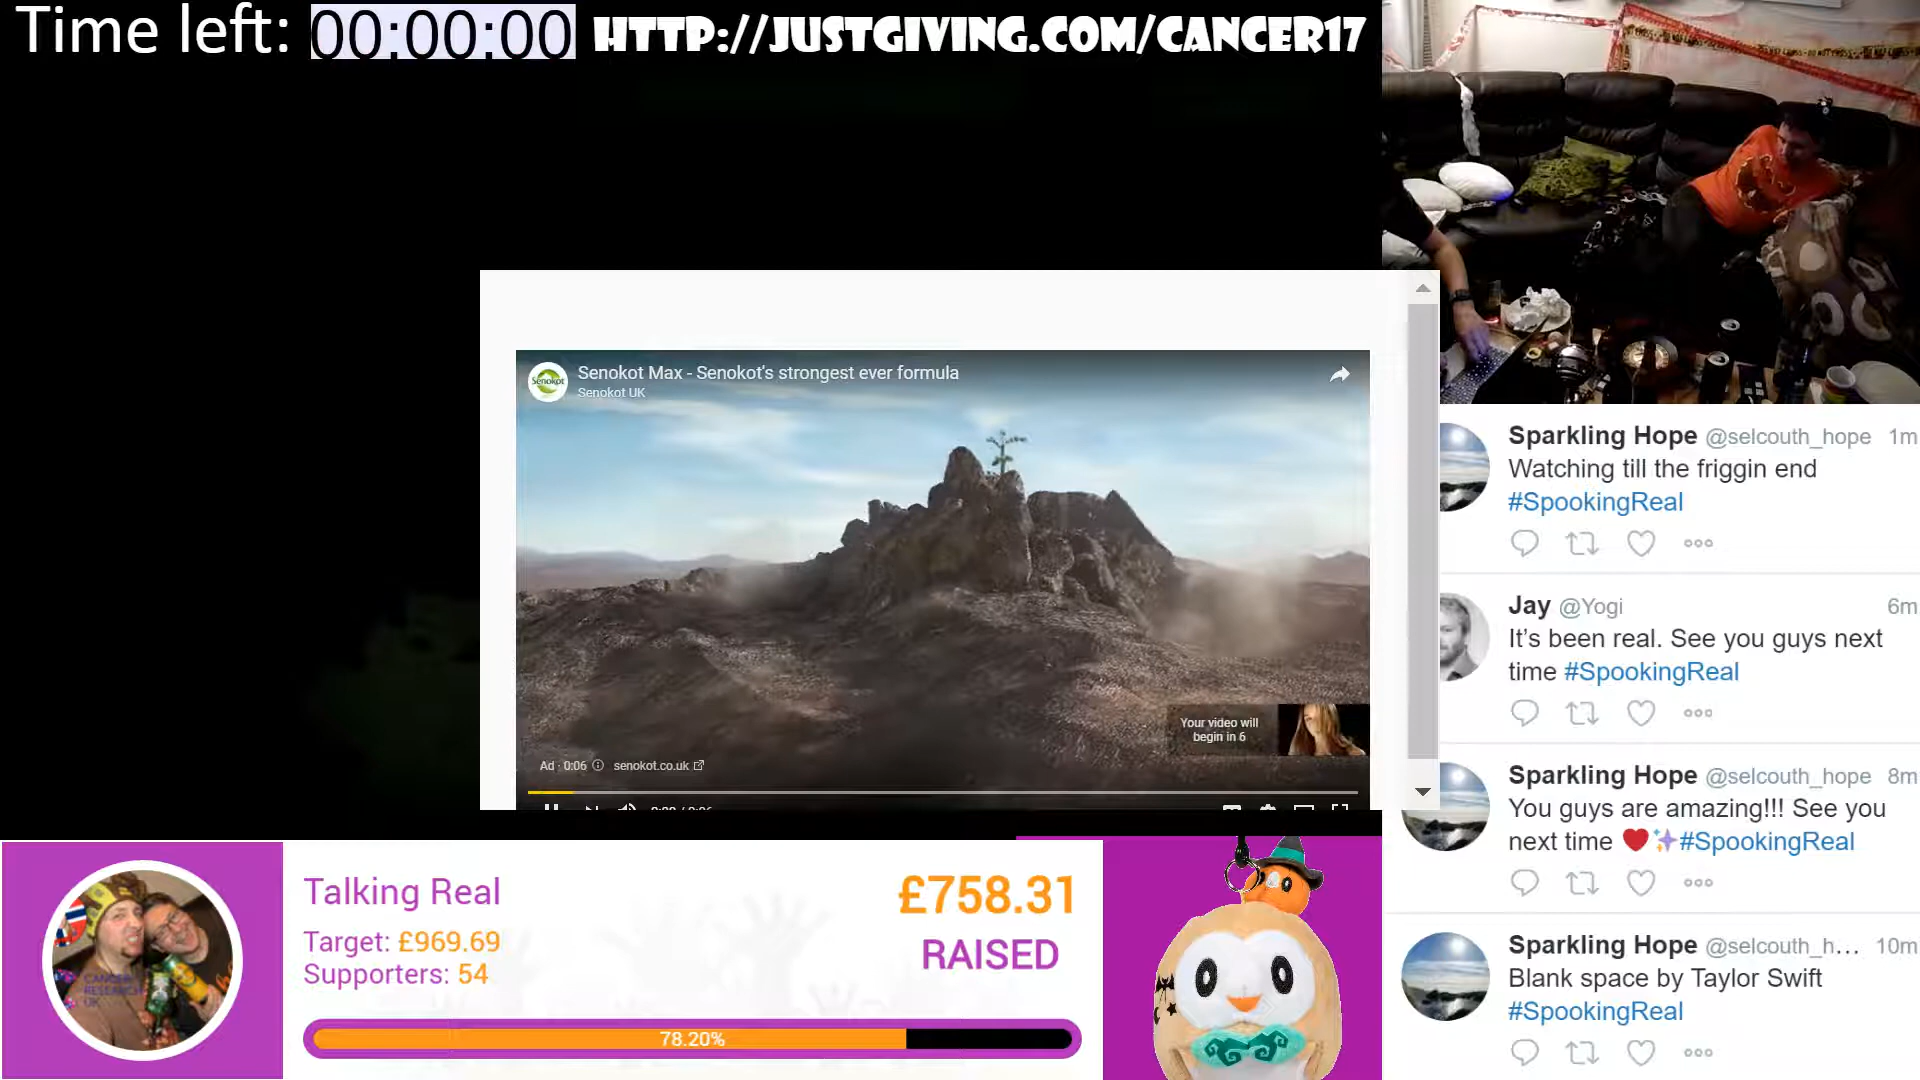 Time left: 00:00:00 HTTP://JUSTGIVING.COM/CANCER17
Senokot
Senokot Max - Senokot's strongest ever formula
Senokot UK
Your video will
begin in 6
Ad · 0:06 senokot.co.uk
Sparkling Hope @selcouth_hope 1m
Watching till the friggin end
#SpookingReal
Jay @Yogi 6m
It’s been real. See you guys next
time #SpookingReal
Sparkling Hope @selcouth_hope 8m
You guys are amazing!!! See you
next time ❤️✨#SpookingReal
Sparkling Hope @selcouth_h... 10m
Blank space by Taylor Swift
#SpookingReal
Talking Real
Target: £969.69
Supporters: 54
£758.31
RAISED
78.20%
CANCER
RESEARCH
UK